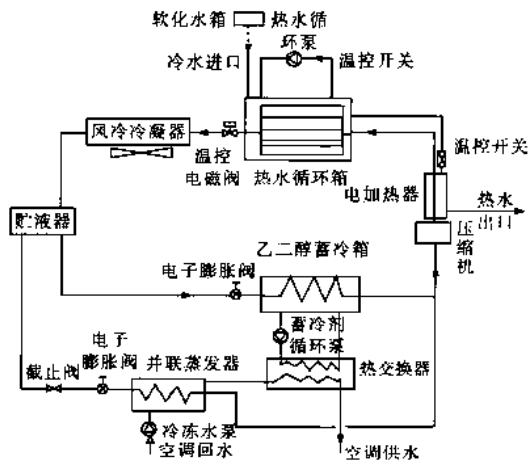 软化水箱 热水循
环泵
冷水进口 温控开关
风冷冷凝器
温控
电磁阀 热水循环箱
温控开关
电加热器
热水
出口
压缩机
贮液器
乙二醇蓄冷箱
电子膨胀阀
蓄冷剂
循环泵
电子
膨胀阀
截止阀 并联蒸发器 热交换器
冷冻水泵
空调回水 空调供水